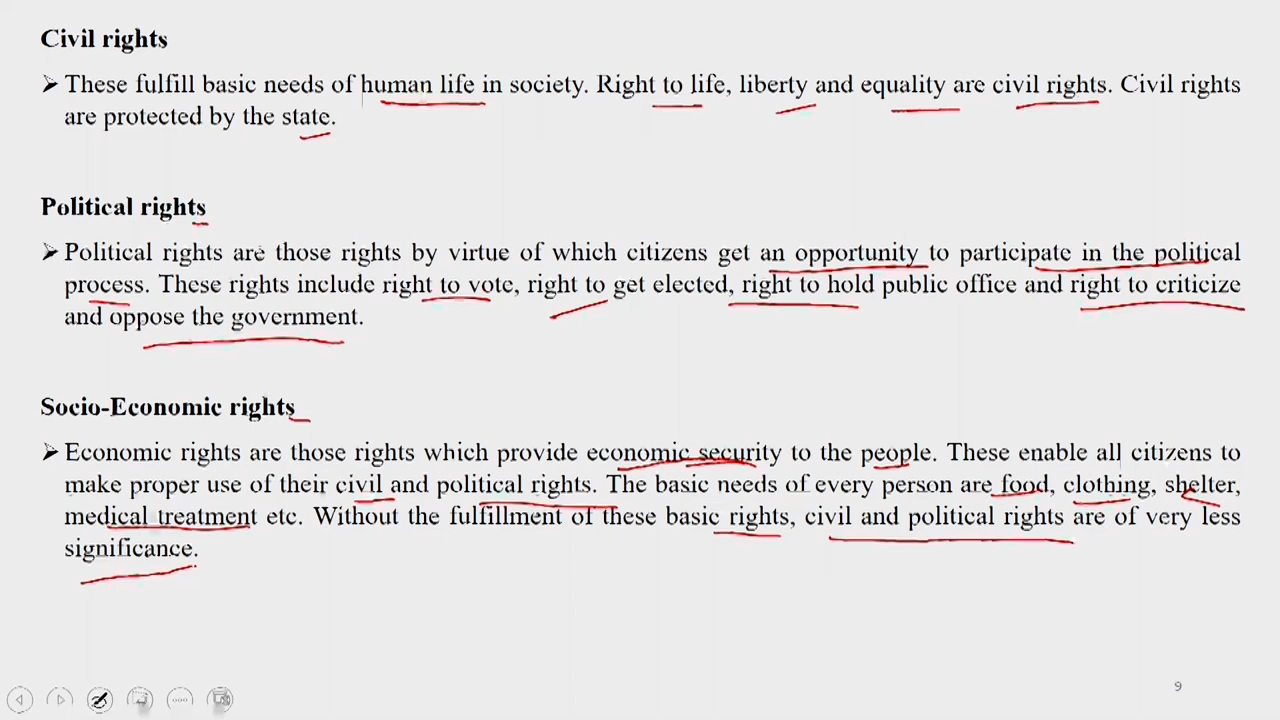 Civil rights
➢ These fulfill basic needs of human life in society. Right to life, liberty and equality are civil rights. Civil rights
are protected by the state.
Political rights
➢ Political rights are those rights by virtue of which citizens get an opportunity to participate in the political
process. These rights include right to vote, right to get elected, right to hold public office and right to criticize
and oppose the government.
Socio-Economic rights
➢ Economic rights are those rights which provide economic security to the people. These enable all citizens to
make proper use of their civil and political rights. The basic needs of every person are food, clothing, shelter,
medical treatment etc. Without the fulfillment of these basic rights, civil and political rights are of very less
significance.
9